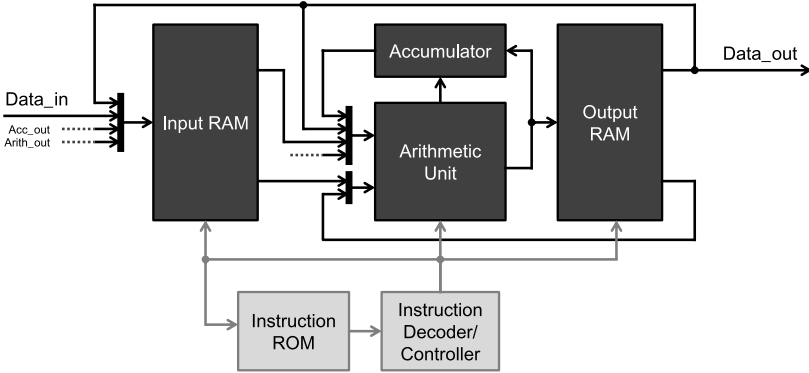 Accumulator
Data_out
Data_in
Input RAM
Output
RAM
Acc_out
Arith_out
Arithmetic
Unit
Instruction
ROM
Instruction
Decoder/
Controller